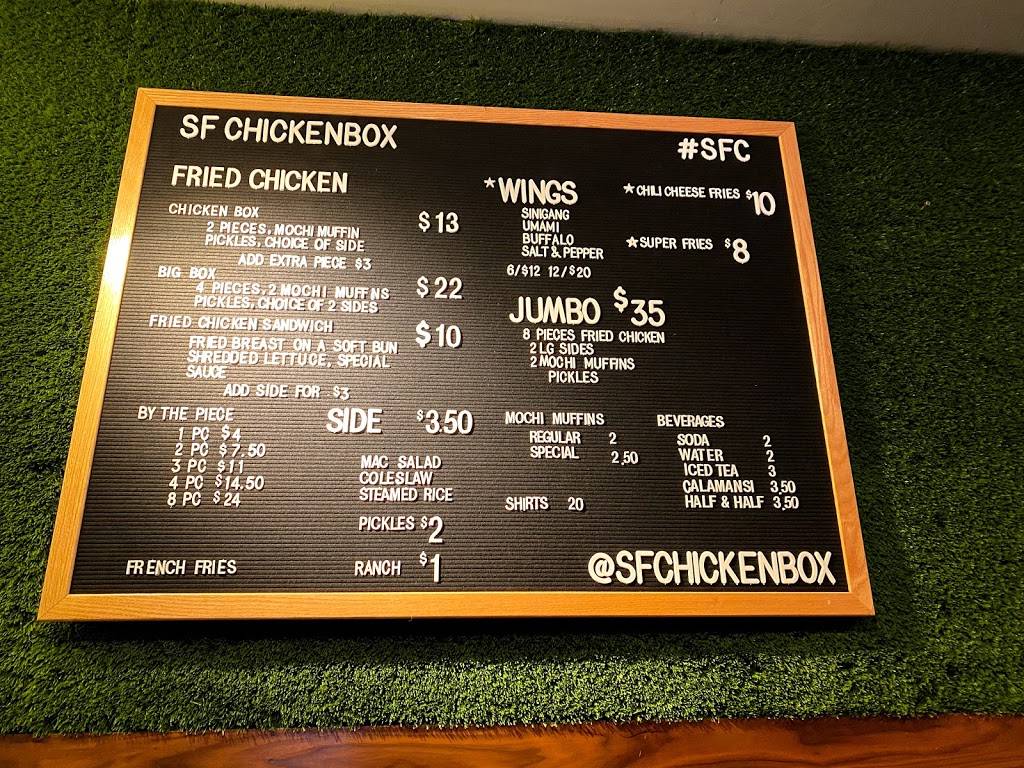 SF CHICKENBOX
#SFC
FRIED CHICKEN
CHICKEN BOX $13
2 PIECES, MOCHI MUFFIN
PICKLES, CHOICE OF SIDE
ADD EXTRA PIECE $3
BIG BOX $22
4 PIECES, 2 MOCHI MUFF NS
PICKLES, CHOICE OF 2 SIDES
FRIED CHICKEN SANDWICH $10
FRIED BREAST ON A SOFT BUN
SHREDDED LETTUCE, SPECIAL
SAUCE
ADD SIDE FOR $3
BY THE PIECE
1 PC $4
2 PC $7.50
3 PC $11
4 PC $14.50
8 PC $24
FRENCH FRIES
SIDE $3.50
MAC SALAD
COLESLAW
STEAMED RICE
PICKLES $2
RANCH $1
*WINGS
SINIGANG
UMAMI
BUFFALO
SALT & PEPPER
6/$12 12/$20
★CHILI CHEESE FRIES $10
★SUPER FRIES $8
JUMBO $35
8 PIECES FRIED CHICKEN
2 LG SIDES
2 MOCHI MUFFINS
PICKLES
MOCHI MUFFINS
REGULAR 2
SPECIAL 2,50
SHIRTS 20
BEVERAGES
SODA 2
WATER 2
ICED TEA 3
CALAMANSI 3,50
HALF & HALF 3,50
@SFCHICKENBOX